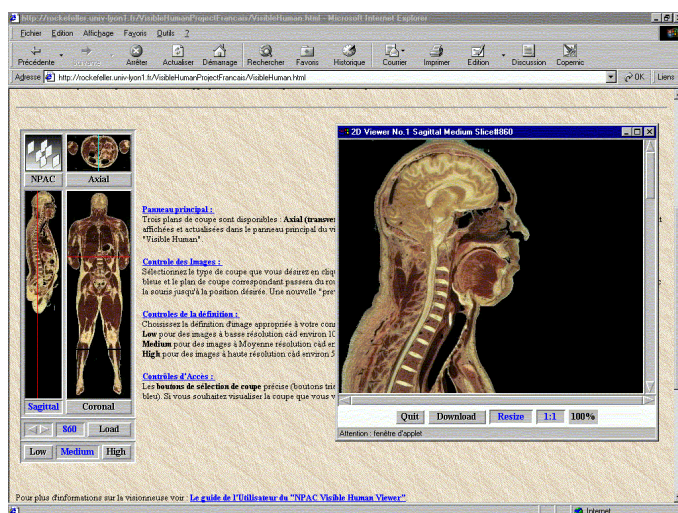 http://rockefeller.univ-lyon1.fr/VisibleHumanProjectFrancais/VisibleHuman.html - Microsoft Internet Explorer
Fichier Edition Affichage Favoris Outils ?
Précédente Suivante Arrêter Actualiser Démarrage Rechercher Favoris Historique Courrier Imprimer Edition Discussion Copernic
Adresse http://rockefeller.univ-lyon1.fr/VisibleHumanProjectFrancais/VisibleHuman.html OK Liens
2D Viewer No.1 Sagittal Medium Slice#860
NPAC Axial
Panneau principal :
Trois plans de coupe sont disponibles : Axial (transver
affichées et actualisées dans le panneau principal du vi
"Visible Human"
Controle des Images :
Sélectionnez le type de coupe que vous désirez en cliq
bleue et le plan de coupe correspondant passera du rou
la souris jusqu'à la position désirée. Une nouvelle "pre
Controles de la définition :
Choisissez la définition d'image appropriée à votre conn
Low pour des images à basse résolution càd environ 10
Medium pour des images à Moyenne résolution càd en
High pour des images à haute résolution càd environ 5
Contrôles d'Accès :
Les boutons de sélection de coupe précise (boutons tria
bleu). Si vous souhaitez visualiser la coupe que vous v
Sagittal Coronal
860 Load
Low Medium High
Quit Download Resize 1:1 100%
Attention : fenêtre d'applet
Pour plus d'informations sur la visionneuse voir : Le guide de l'Utilisateur du "NPAC Visible Human Viewer"
Internet